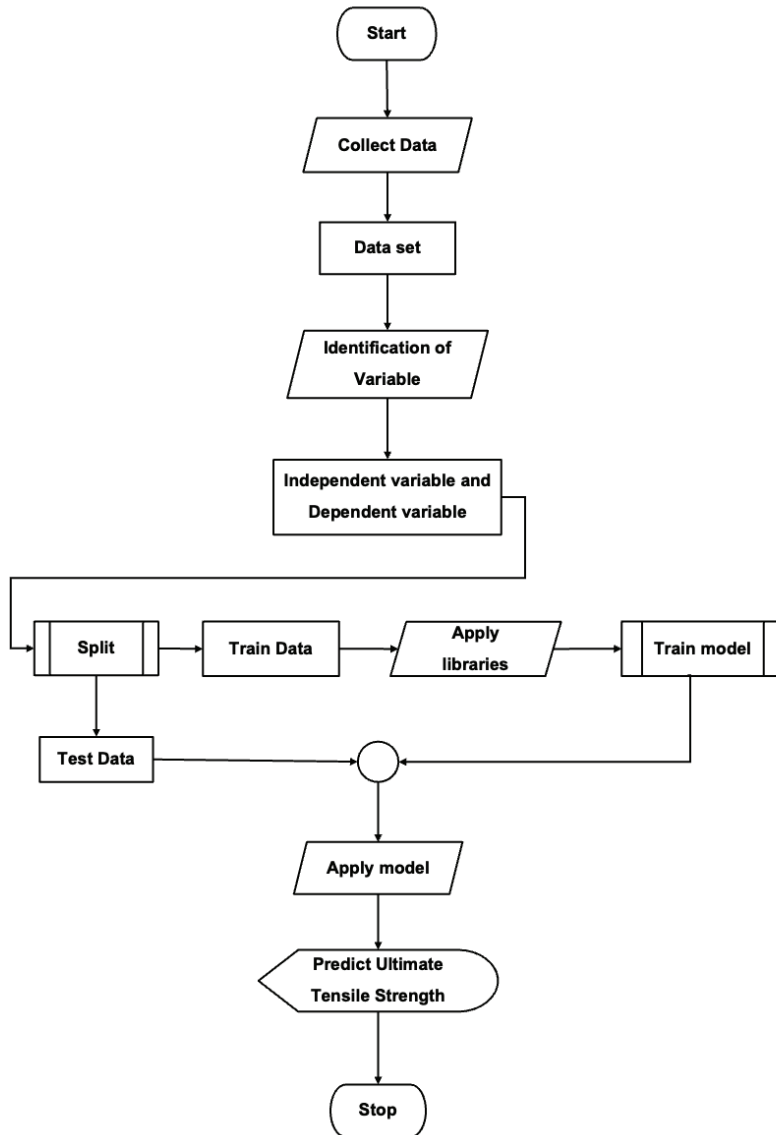 Start
Collect Data
Data set
Identification of
Variable
Independent variable and
Dependent variable
Split
Train Data
Apply
libraries
Train model
Test Data
Apply model
Predict Ultimate
Tensile Strength
Stop